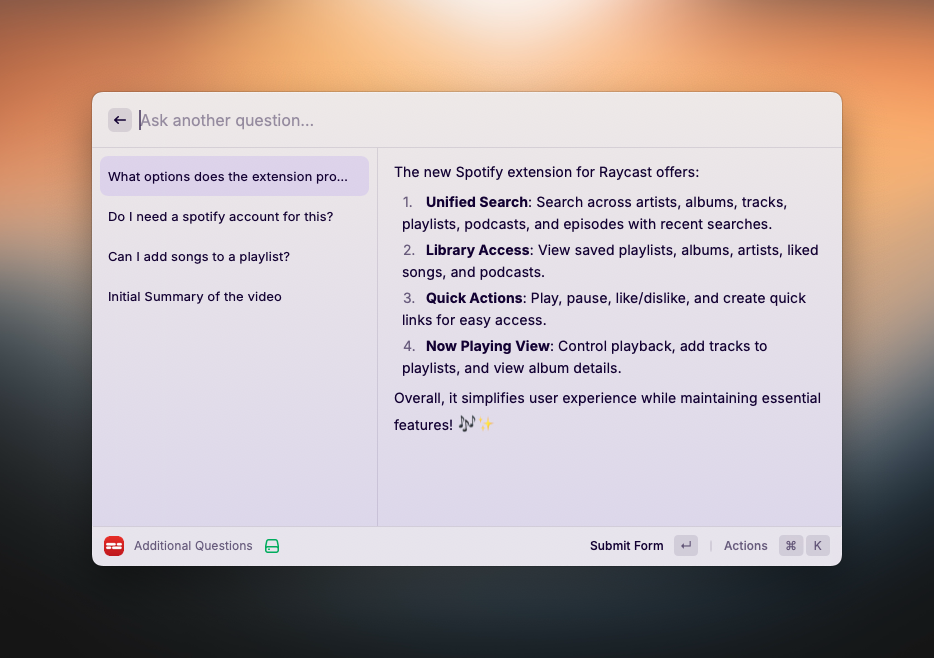 Ask another question...
What options does the extension pro...
Do I need a spotify account for this?
Can I add songs to a playlist?
Initial Summary of the video
The new Spotify extension for Raycast offers:
1. Unified Search: Search across artists, albums, tracks,
playlists, podcasts, and episodes with recent searches.
2. Library Access: View saved playlists, albums, artists, liked
songs, and podcasts.
3. Quick Actions: Play, pause, like/dislike, and create quick
links for easy access.
4. Now Playing View: Control playback, add tracks to
playlists, and view album details.
Overall, it simplifies user experience while maintaining essential
features! 🎶✨
Additional Questions
Submit Form ↵ | Actions ⌘ K